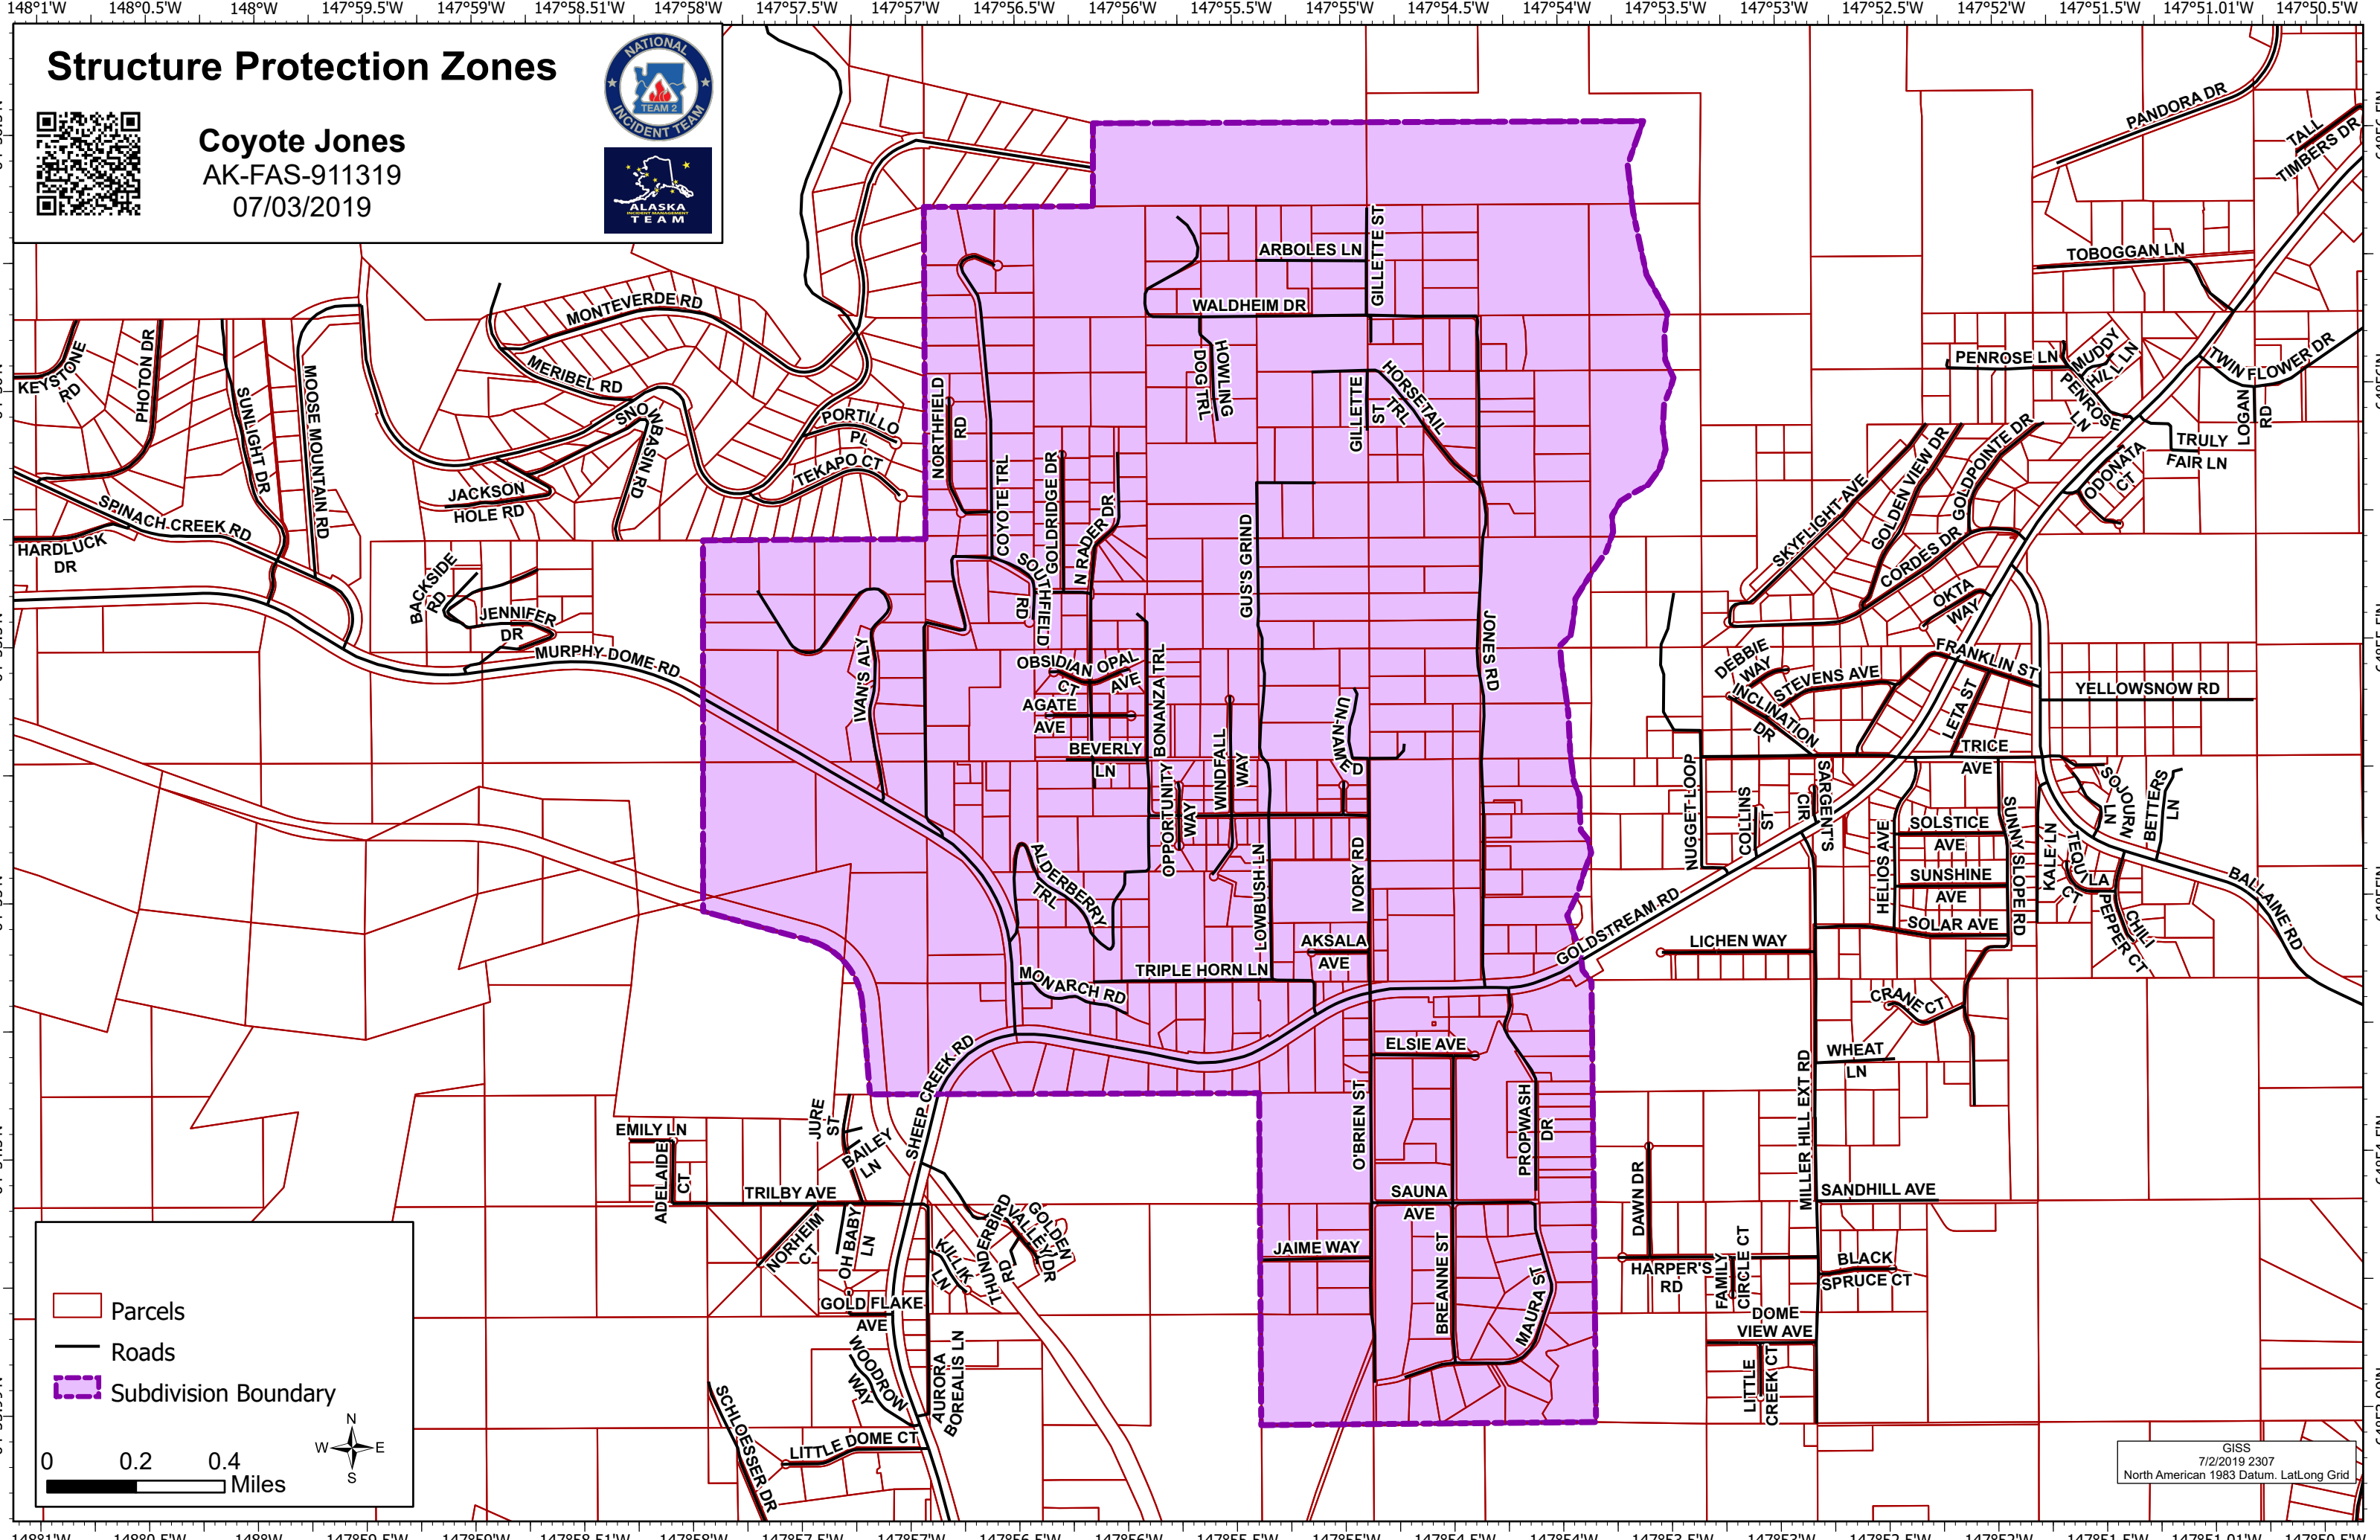 148°1'W 148°0.5'W 148°W 147°59.5'W 147°59'W 147°58.51'W 147°58'W 147°57.5'W 147°57'W 147°56.5'W 147°56'W 147°55.5'W 147°55'W 147°54.5'W 147°54'W 147°53.5'W 147°53'W 147°52.5'W 147°52'W 147°51.5'W 147°51.01'W 147°50.5'W
Structure Protection Zones
NATIONAL
TEAM 2
INCIDENT TEAM
Coyote Jones
AK-FAS-911319
07/03/2019
ALASKA
INCIDENT MANAGEMENT
TEAM
PANDORA DR
TALL
TIMBERS DR
TOBOGGAN LN
GILLETTE ST
ARBOLES LN
WALDHEIM DR
MONTEVERDE RD
MERIBEL RD
KEYSTONE
RD
PHOTON DR
SUNLIGHT DR
MOOSE MOUNTAIN RD
SNOWBASIN RD
PORTILLO
PL
TEKAPO CT
JACKSON
HOLE RD
SPINACH CREEK RD
HARDLUCK
DR
BACKSIDE
RD
JENNIFER
DR
MURPHY DOME RD
NORTHFIELD
RD
COYOTE TRL
GOLDRIDGE DR
N RADER DR
SOUTHFIELD
RD
HOWLING
DOG TRL
GILLETTE
ST
HORSETAIL
TRL
GUS'S GRIND
JONES RD
IVAN'S ALY
OBSIDIAN
CT
OPAL
AVE
AGATE
AVE
BEVERLY
LN
BONANZA TRL
OPPORTUNITY
WAY
WINDFALL
WAY
UN-NAMED
LOWBUSH LN
IVORY RD
ALDERBERRY
TRL
AKSALA
AVE
TRIPLE HORN LN
MONARCH RD
GOLDSTREAM RD
SHEEP CREEK RD
ELSIE AVE
O'BRIEN ST
PROPWASH
DR
SAUNA
AVE
JAIME WAY
BREANNE ST
MAURA ST
PENROSE LN
MUDDY
HILL LN
PENROSE
LN
TWIN FLOWER DR
LOGAN
RD
TRULY
FAIR LN
ODONATA
CT
SKYFLIGHT AVE
GOLDEN VIEW DR
GOLDPOINTE DR
CORDES DR
OKTA
WAY
FRANKLIN ST
DEBBIE
WAY
STEVENS AVE
INCLINATION
DR
LETA ST
YELLOWSNOW RD
TRICE
AVE
NUGGET LOOP
COLLINS
ST
SARGENT'S
CIR
HELIOS AVE
SOLSTICE
AVE
SUNSHINE
AVE
SOLAR AVE
SUNNY SLOPE RD
KALE LN
TEQUILA
CT
SOJOURN
LN
BETTERS
LN
CHILI
PEPPER CT
BALLAINE RD
LICHEN WAY
CRANE CT
WHEAT
LN
MILLER HILL EXT RD
SANDHILL AVE
DAWN DR
HARPER'S
RD
FAMILY
CIRCLE CT
BLACK
SPRUCE CT
DOME
VIEW AVE
LITTLE
CREEK CT
EMILY LN
ADELAIDE
CT
JURE
ST
BAILEY
LN
TRILBY AVE
NORHEIM
CT
OH BABY
LN
KILLIK
LN
THUNDERBIRD
RD
GOLDEN
VALLEY DR
GOLD FLAKE
AVE
WOODROW
WAY
AURORA
BOREALIS LN
SCHLOESSER DR
LITTLE DOME CT
Parcels
Roads
Subdivision Boundary
N
W E
S
0 0.2 0.4
Miles
GISS
7/2/2019 2307
North American 1983 Datum. LatLong Grid